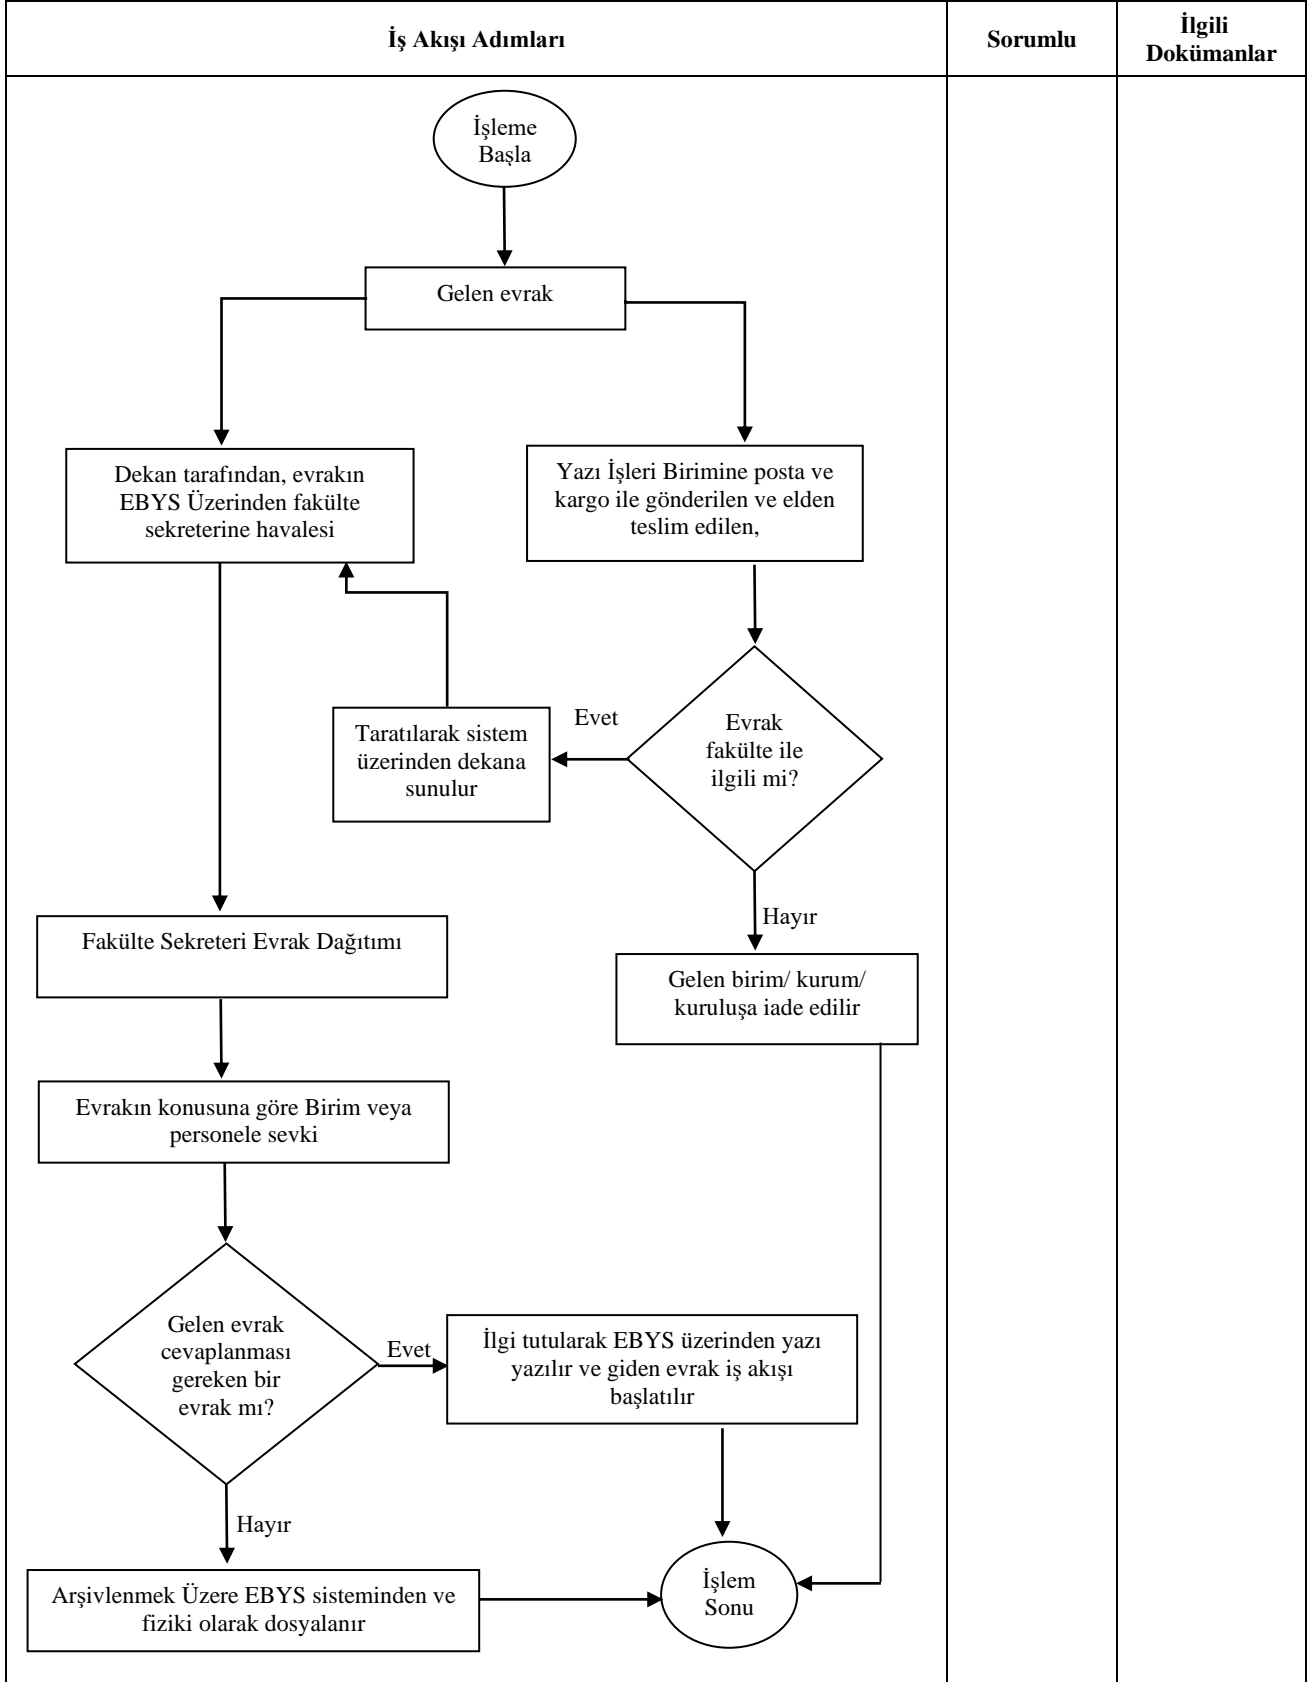 İş Akışı Adımları
Sorumlu
İlgili
Dokümanlar
İşleme
Başla
Gelen evrak
Dekan tarafından, evrakın
EBYS Üzerinden fakülte
sekreterine havalesi
Yazı İşleri Birimine posta ve
kargo ile gönderilen ve elden
teslim edilen,
Evet
Taratılarak sistem
üzerinden dekana
sunulur
Evrak
fakülte ile
ilgili mi?
Hayır
Fakülte Sekreteri Evrak Dağıtımı
Gelen birim/ kurum/
kuruluşa iade edilir
Evrakın konusuna göre Birim veya
personele sevki
Gelen evrak
cevaplanması
gereken bir
evrak mı?
Evet
İlgi tutularak EBYS üzerinden yazı
yazılır ve giden evrak iş akışı
başlatılır
Hayır
Arşivlenmek Üzere EBYS sisteminden ve
fiziki olarak dosyalanır
İşlem
Sonu